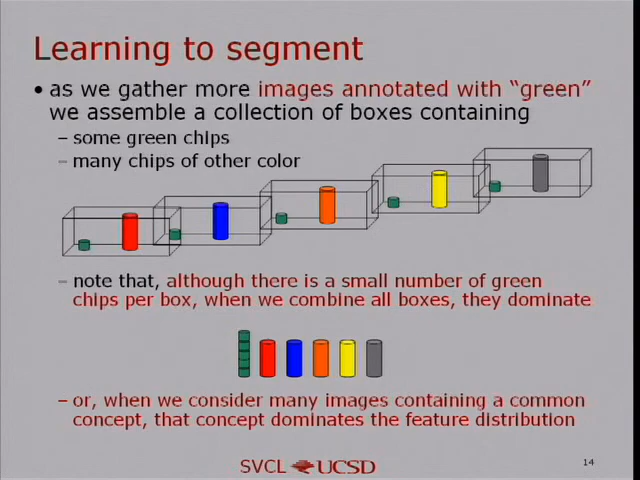 Learning to segment
• as we gather more images annotated with “green”
we assemble a collection of boxes containing
– some green chips
– many chips of other color
– note that, although there is a small number of green
chips per box, when we combine all boxes, they dominate
– or, when we consider many images containing a common
concept, that concept dominates the feature distribution
SVCL UCSD
14